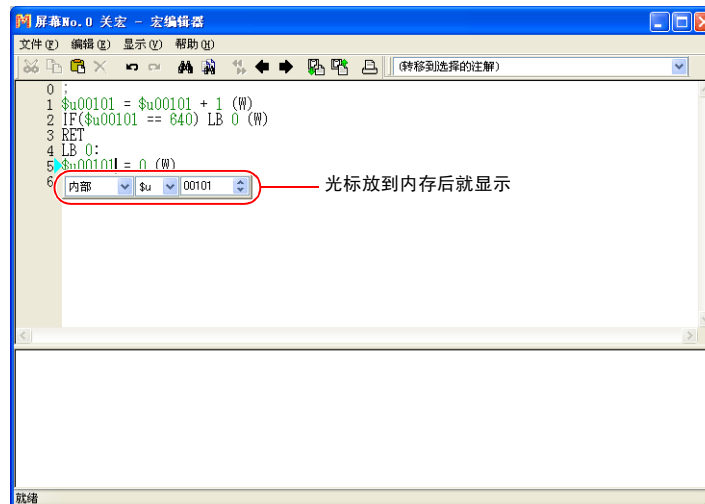 屏幕No.0 关宏 - 宏编辑器
文件(F) 编辑(E) 显示(V) 帮助(H)
(转移到选择的注解)
0 ;
1 $u00101 = $u00101 + 1 (W)
2 IF($u00101 == 640) LB 0 (W)
3 RET
4 LB 0:
5 $u00101 = 0 (W)
6
内部 $u 00101
光标放到内存后就显示
就绪